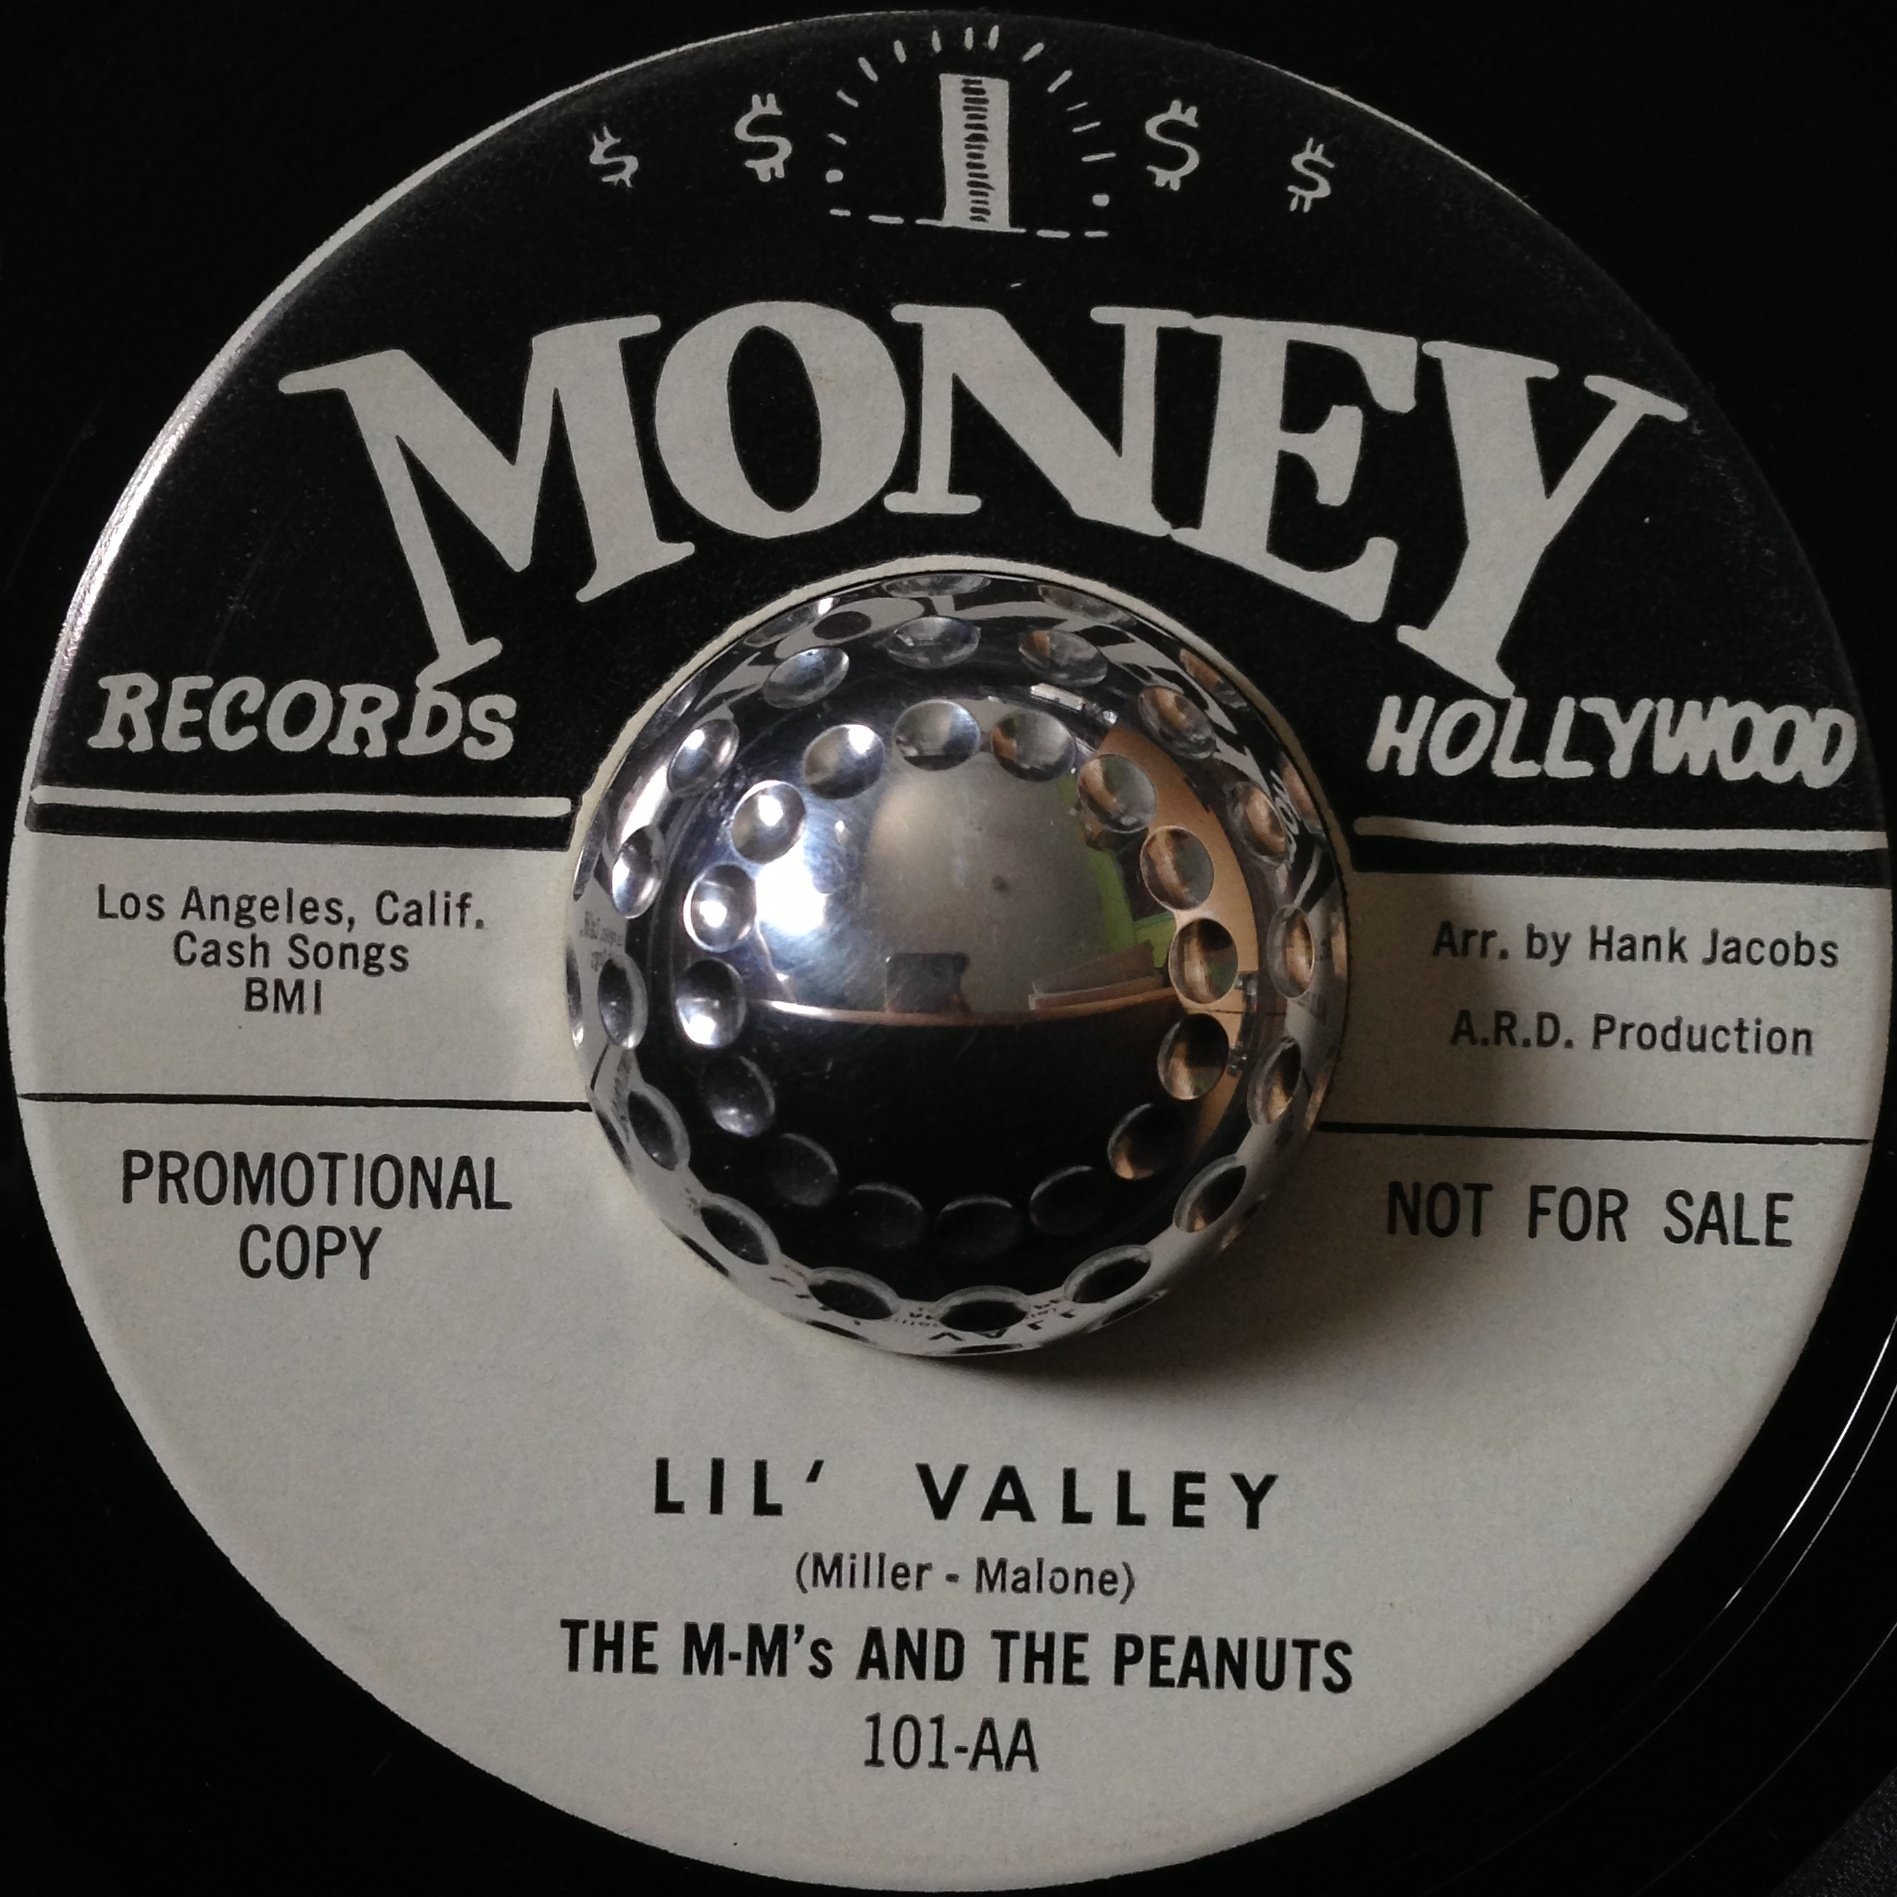 $ $ 1 $ $
MONEY
RECORDS
HOLLYWOOD
Los Angeles, Calif.
Cash Songs
BMI
Arr. by Hank Jacobs
A.R.D. Production
PROMOTIONAL
COPY
NOT FOR SALE
LIL' VALLEY
(Miller - Malone)
THE M-M's AND THE PEANUTS
101-AA